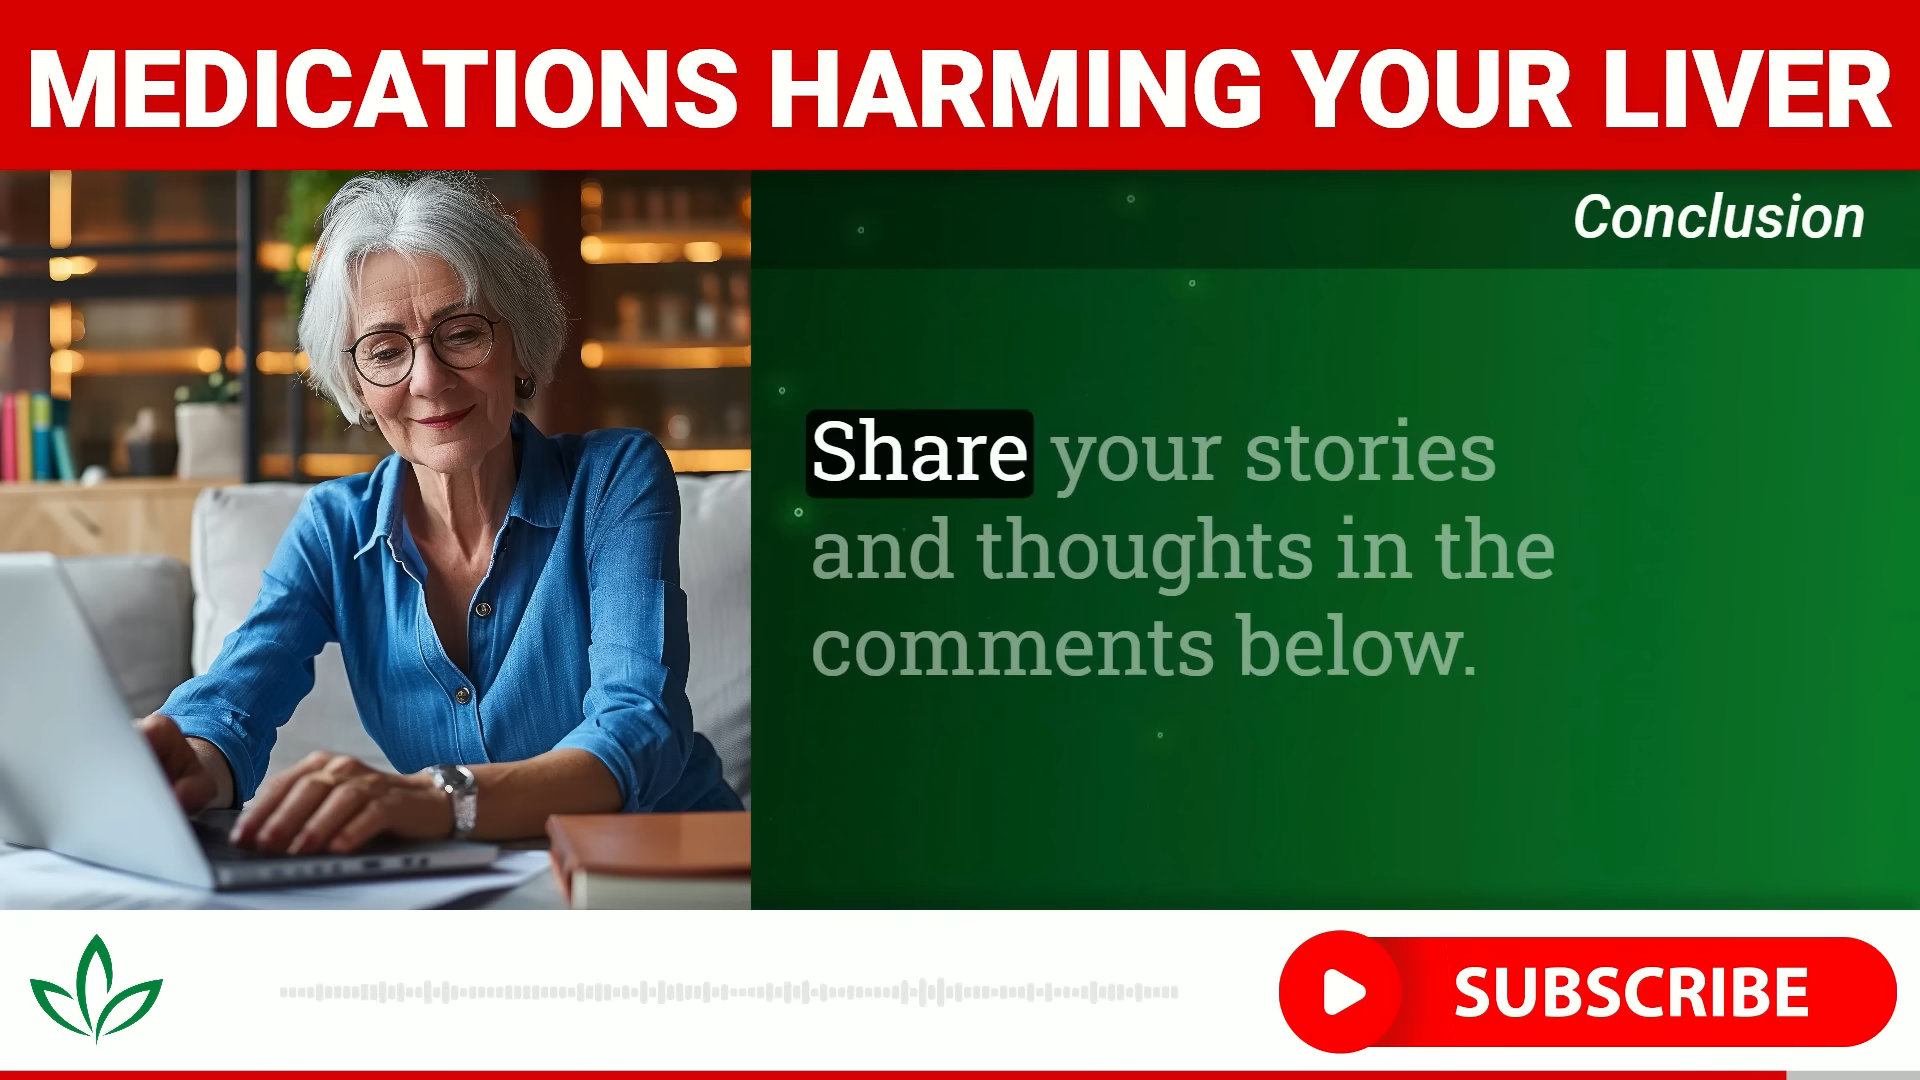 MEDICATIONS HARMING YOUR LIVER
Conclusion
Share your stories
and thoughts in the
comments below.
SUBSCRIBE